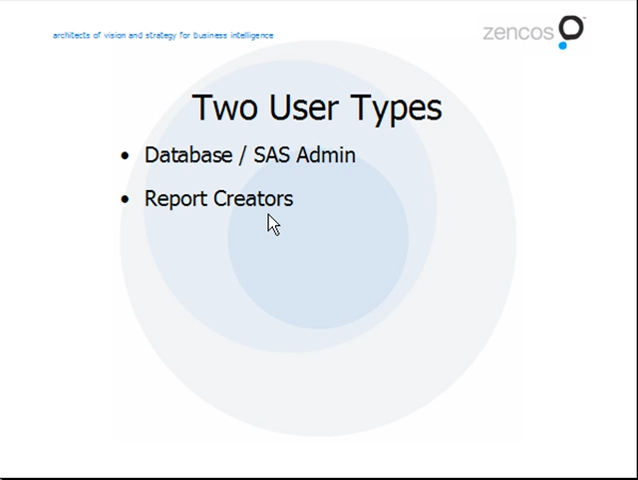 architects of vision and strategy for business intelligence
zencos
Two User Types
• Database / SAS Admin
• Report Creators